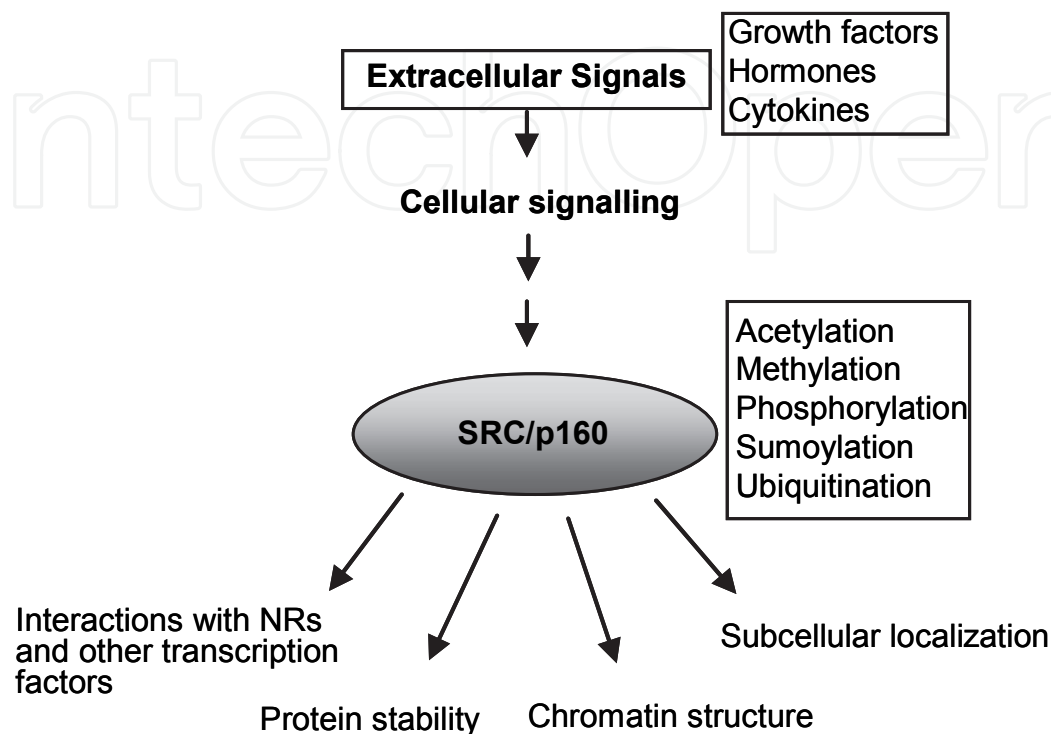 ntechOpen
Extracellular Signals
Growth factors
Hormones
Cytokines
Cellular signalling
SRC/p160
Acetylation
Methylation
Phosphorylation
Sumoylation
Ubiquitination
Interactions with NRs
and other transcription
factors
Protein stability
Chromatin structure
Subcellular localization